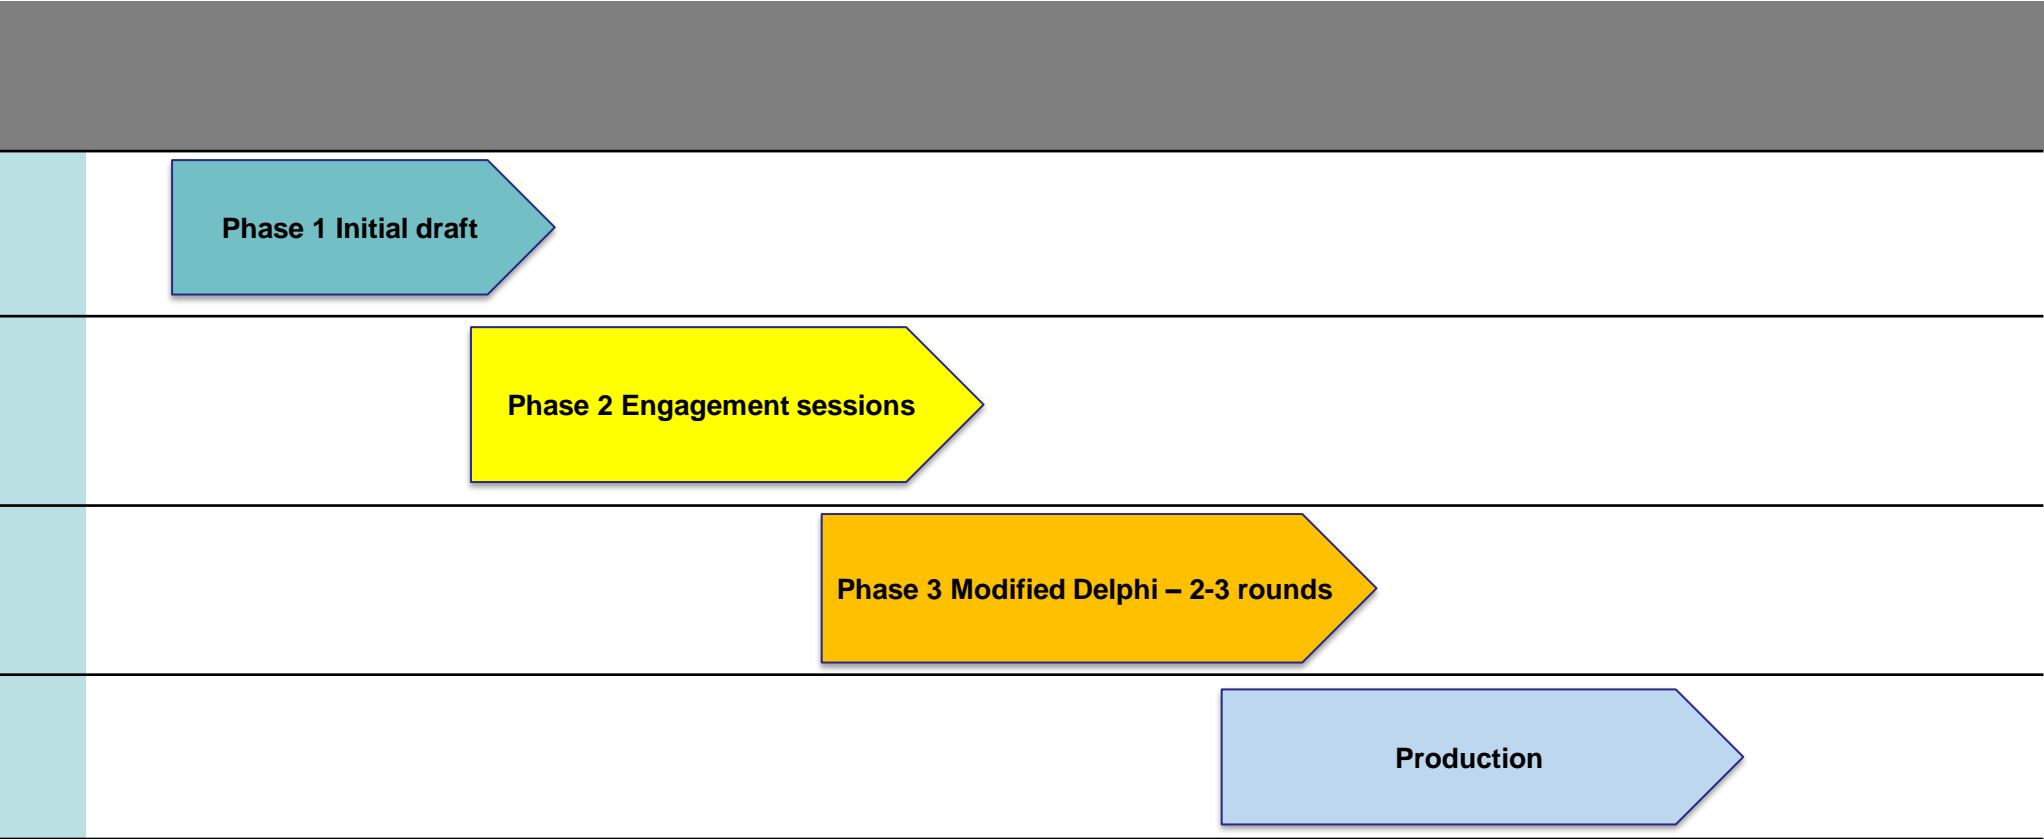 Phase 1 Initial draft
Phase 2 Engagement sessions
Phase 3 Modified Delphi – 2-3 rounds
Production